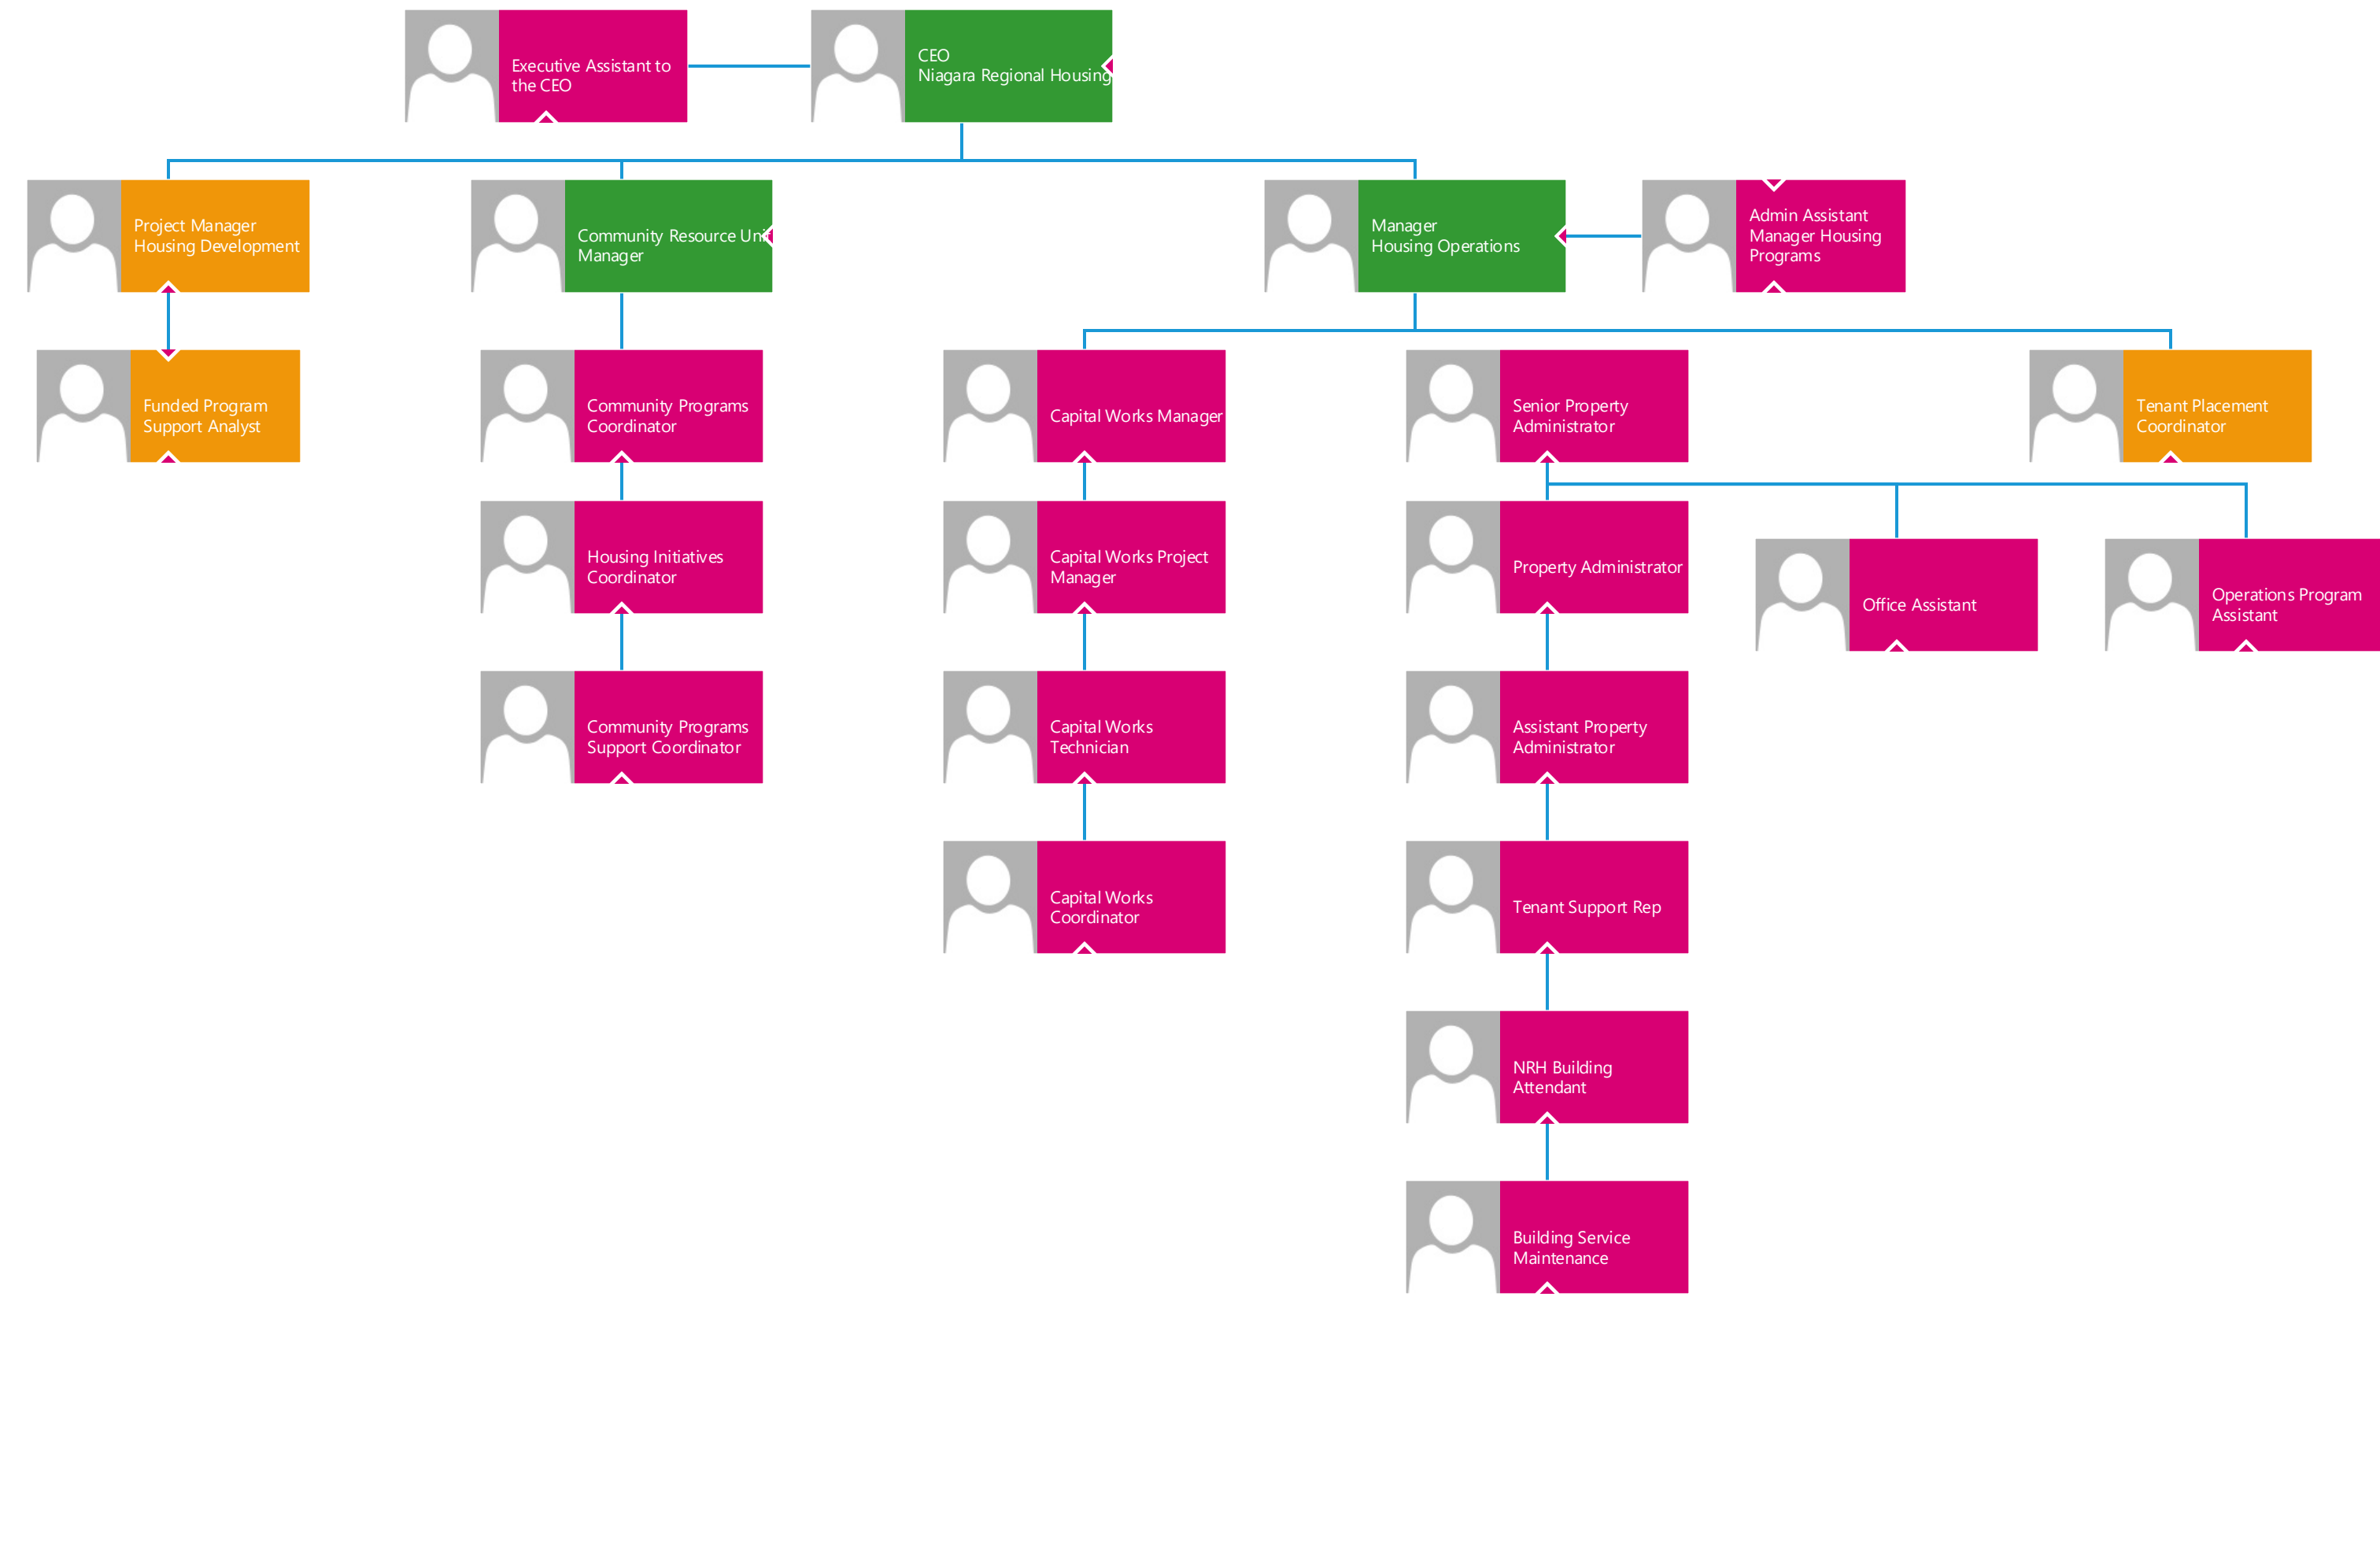 Executive Assistant to
the CEO
CEO
Niagara Regional Housing
Project Manager
Housing Development
Community Resource Unit
Manager
Manager
Housing Operations
Admin Assistant
Manager Housing
Programs
Funded Program
Support Analyst
Community Programs
Coordinator
Capital Works Manager
Senior Property
Administrator
Tenant Placement
Coordinator
Housing Initiatives
Coordinator
Capital Works Project
Manager
Property Administrator
Office Assistant
Operations Program
Assistant
Community Programs
Support Coordinator
Capital Works
Technician
Assistant Property
Administrator
Capital Works
Coordinator
Tenant Support Rep
NRH Building
Attendant
Building Service
Maintenance